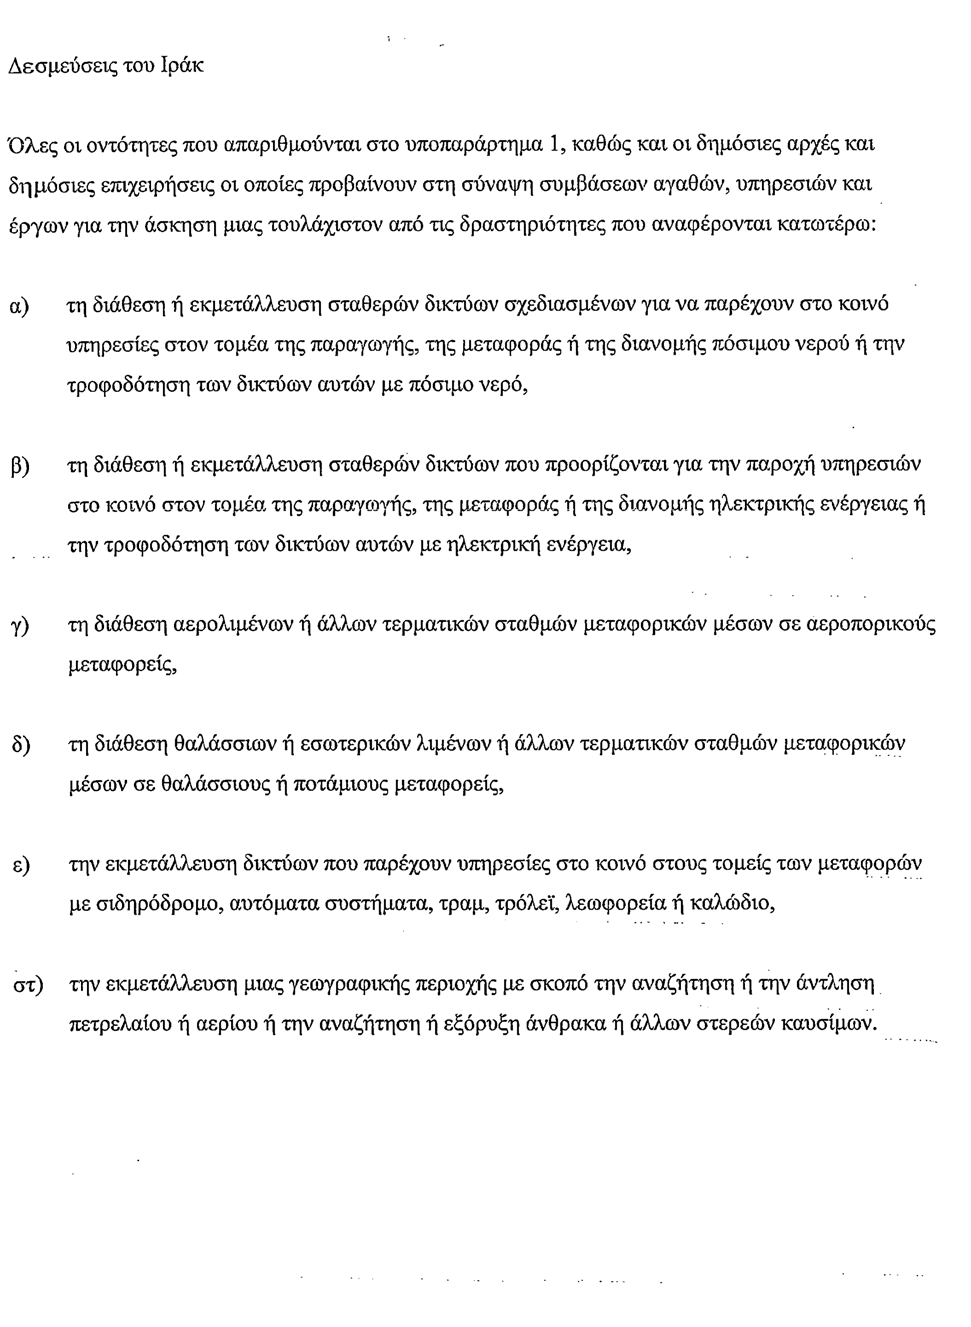 Δεσμεύσεις του Ιράκ
Όλες οι οντότητες που απαριθμούνται στο υποπαράρτημα 1, καθώς και οι δημόσιες αρχές και
δημόσιες επιχειρήσεις οι οποίες προβαίνουν στη σύναψη συμβάσεων αγαθών, υπηρεσιών και
έργων για την άσκηση μιας τουλάχιστον από τις δραστηριότητες που αναφέρονται κατωτέρω:
α) τη διάθεση ή εκμετάλλευση σταθερών δικτύων σχεδιασμένων για να παρέχουν στο κοινό
υπηρεσίες στον τομέα της παραγωγής, της μεταφοράς ή της διανομής πόσιμου νερού ή την
τροφοδότηση των δικτύων αυτών με πόσιμο νερό,
β) τη διάθεση ή εκμετάλλευση σταθερών δικτύων που προορίζονται για την παροχή υπηρεσιών
στο κοινό στον τομέα της παραγωγής, της μεταφοράς ή της διανομής ηλεκτρικής ενέργειας ή
την τροφοδότηση των δικτύων αυτών με ηλεκτρική ενέργεια,
γ) τη διάθεση αερολιμένων ή άλλων τερματικών σταθμών μεταφορικών μέσων σε αεροπορικούς
μεταφορείς,
δ) τη διάθεση θαλάσσιων ή εσωτερικών λιμένων ή άλλων τερματικών σταθμών μεταφορικών
μέσων σε θαλάσσιους ή ποτάμιους μεταφορείς,
ε) την εκμετάλλευση δικτύων που παρέχουν υπηρεσίες στο κοινό στους τομείς των μεταφορών
με σιδηρόδρομο, αυτόματα συστήματα, τραμ, τρόλεϊ, λεωφορεία ή καλώδιο,
στ) την εκμετάλλευση μιας γεωγραφικής περιοχής με σκοπό την αναζήτηση ή την άντληση
πετρελαίου ή αερίου ή την αναζήτηση ή εξόρυξη άνθρακα ή άλλων στερεών καυσίμων.